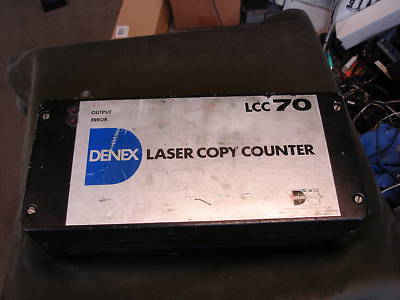 OUTPUT
ERROR
LCC 70
DENEX LASER COPY COUNTER